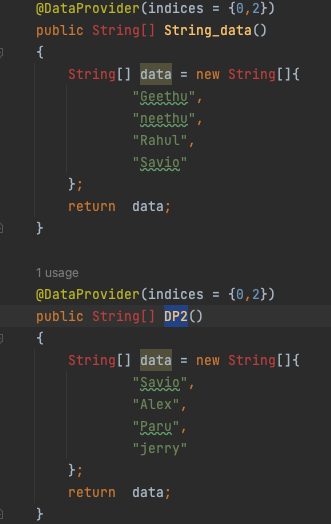 @DataProvider(indices = {0,2})
public String[] String_data()
{
    String[] data = new String[]{
            "Geethu",
            "neethu",
            "Rahul",
            "Savio"
    };
    return  data;
}
1 usage
@DataProvider(indices = {0,2})
public String[] DP2()
{
    String[] data = new String[]{
            "Savio",
            "Alex",
            "Paru",
            "jerry"
    };
    return  data;
}